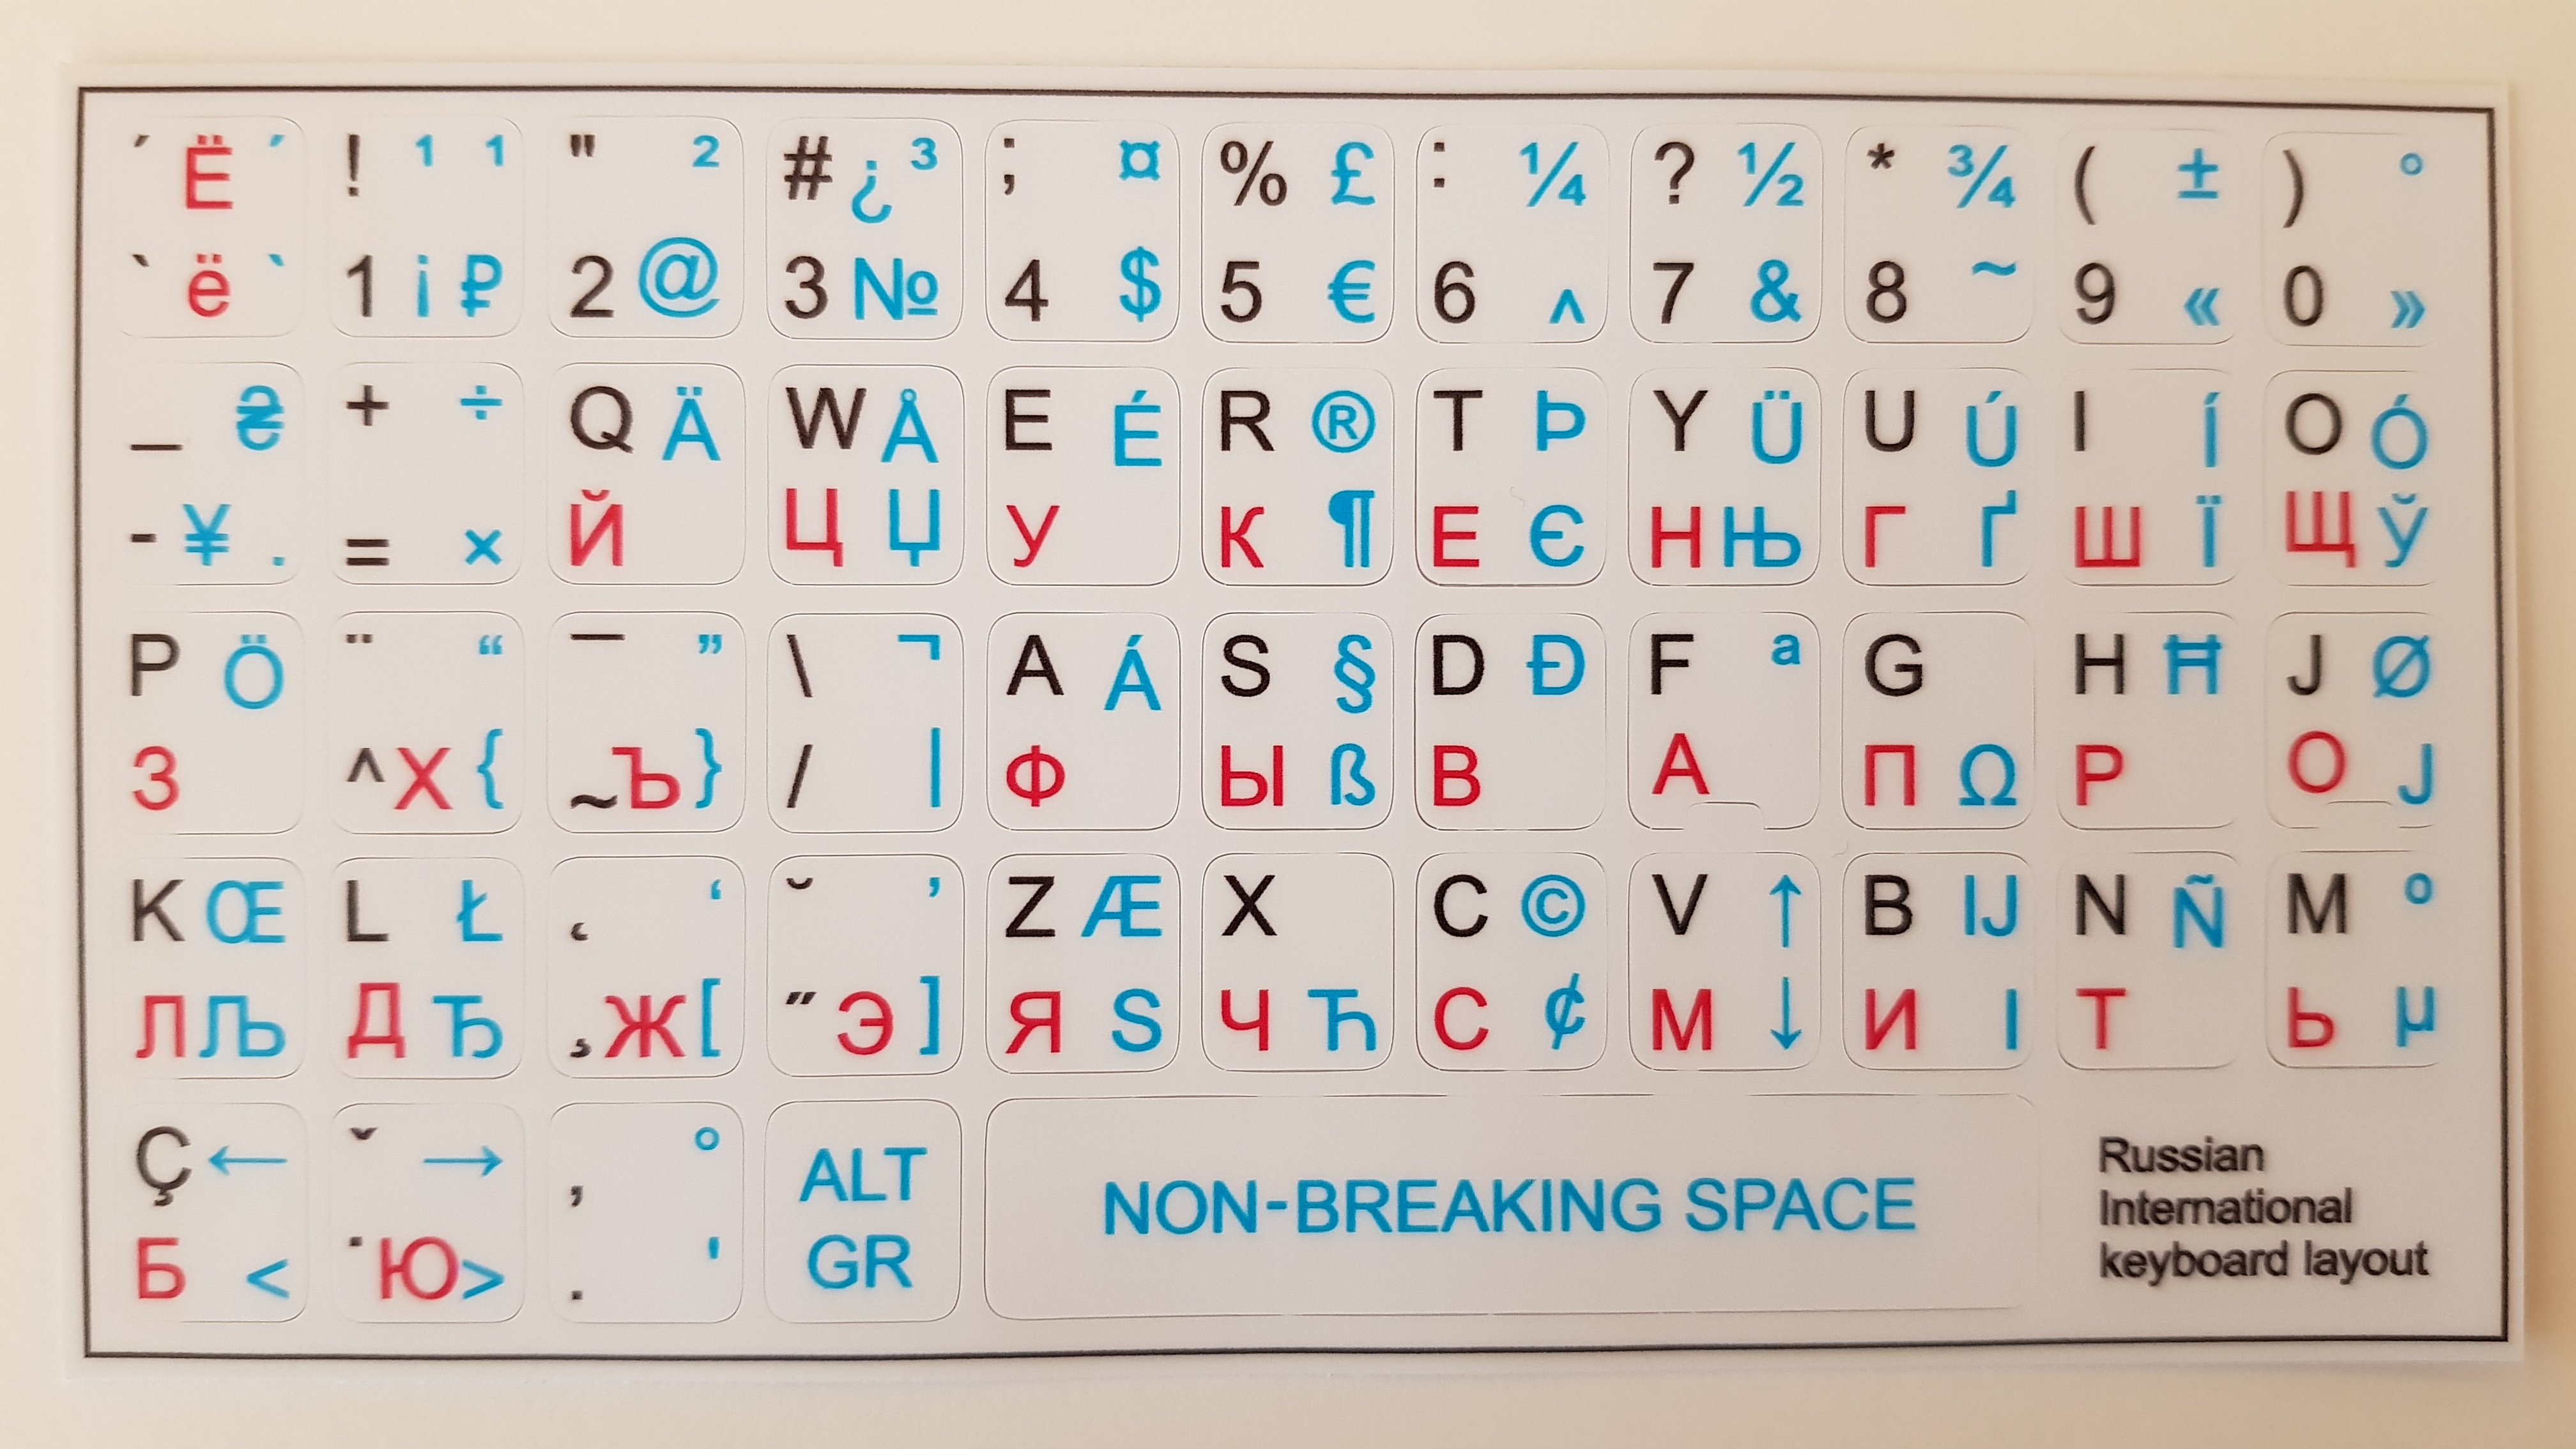 ´ Ё ´ ! ¹ ¹ " ² # ¿ ³ ; ¤ % £ : ¼ ? ½ * ¾ ( ± ) °
` ё ` 1 ¡ ₽ 2 @ 3 № 4 $ 5 € 6 ^ 7 & 8 ~ 9 « 0 »
_ ₴ + ÷ Q Ä W Å E É R ® T Þ Y Ü U Ú I Í O Ó
- ¥ . = × Й Ц Џ У К ¶ Е Є Н Њ Г Ґ Ш Ї Щ Ў
P Ö ¨ “ ¯ ” \ ¬ A Á S § D Đ F ª G H Ħ J Ø
З ^ Х { ~ Ъ } / | Ф Ы ß В А П Ω Р О Ј
K Œ L Ł ˛ ‘ ˘ ’ Z Æ X C © V ↑ B Ĳ N Ñ M º
Л Љ Д Ђ ¸ Ж [ ˝ Э ] Я Ѕ Ч Ћ С ¢ М ↓ И І Т Ь µ
Ç ← ˇ → , ° ALT
Б < ˙ Ю > . ' GR
NON-BREAKING SPACE
Russian
International
keyboard layout